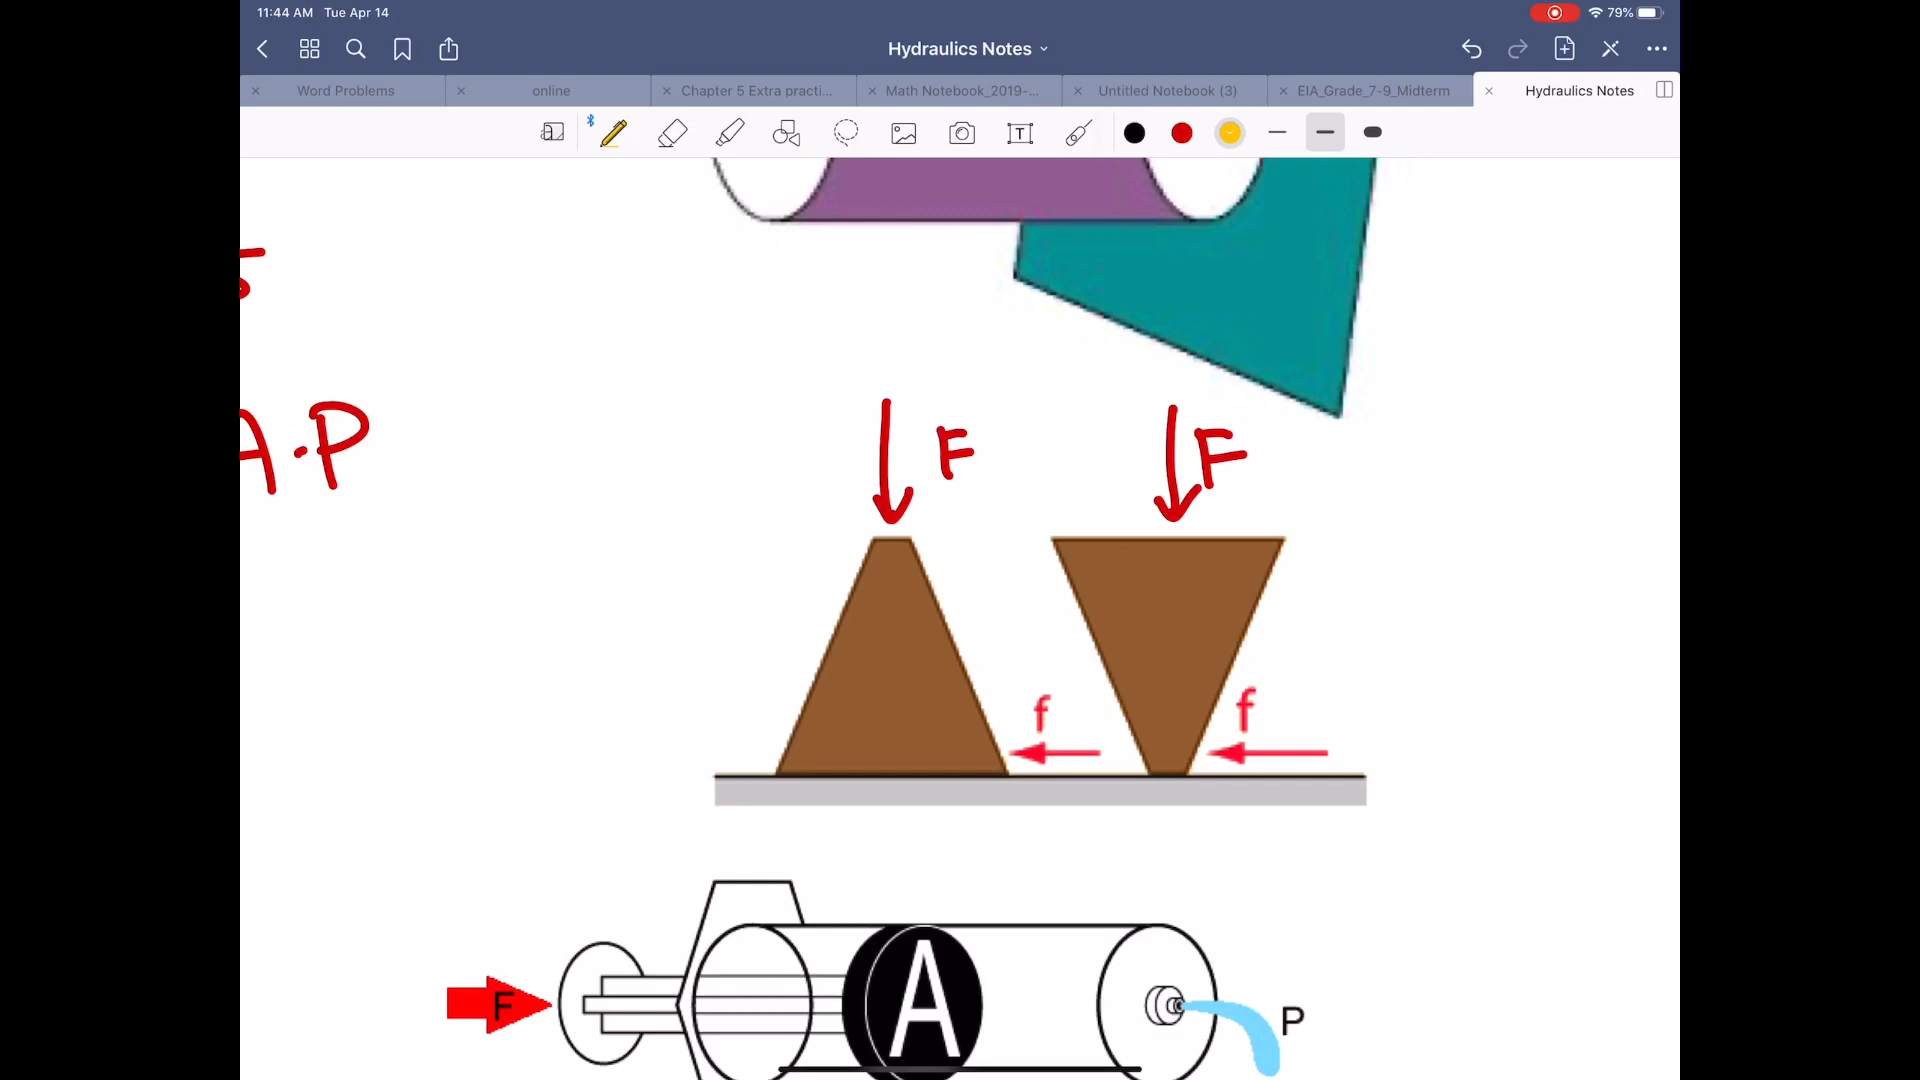 11:44 AM Tue Apr 14
79%
Hydraulics Notes
Word Problems
online
Chapter 5 Extra practi...
Math Notebook_2019-...
Untitled Notebook (3)
EIA_Grade_7-9_Midterm
Hydraulics Notes
T
A·P
F
F
f
f
F
A
P